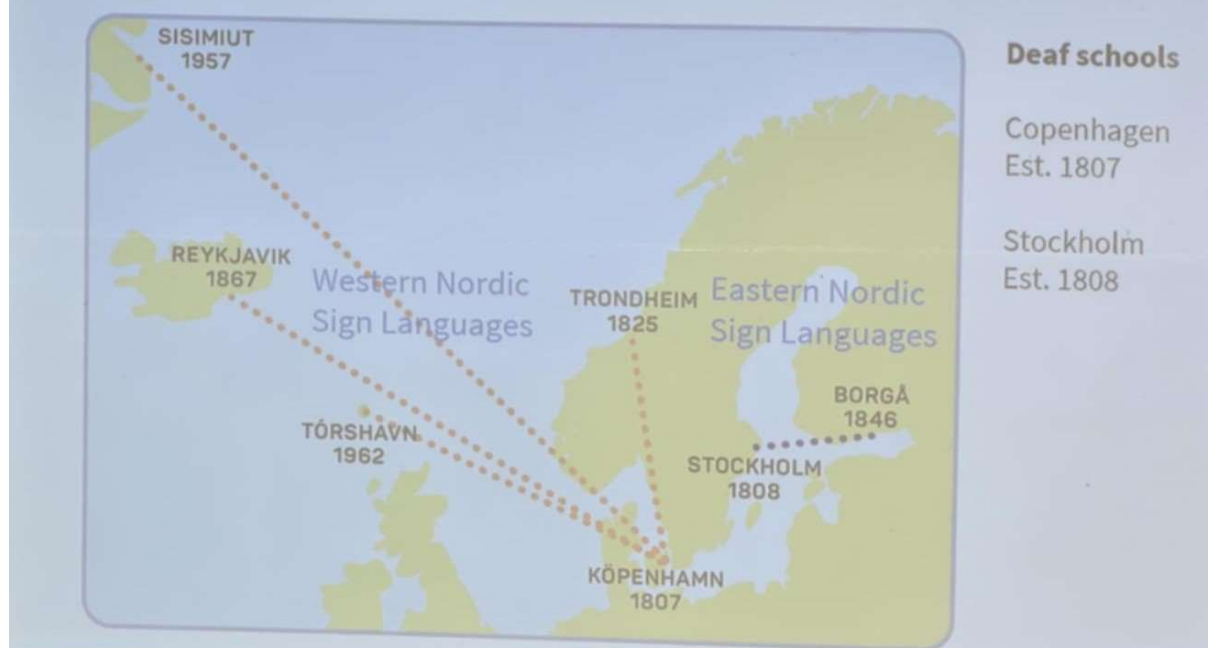 SISIMIUT
1957
REYKJAVIK
1867
Western Nordic
Sign Languages
TRONDHEIM
1825
Eastern Nordic
Sign Languages
TÓRSHAVN
1962
BORGÅ
1846
STOCKHOLM
1808
KÖPENHAMN
1807
Deaf schools
Copenhagen
Est. 1807
Stockholm
Est. 1808